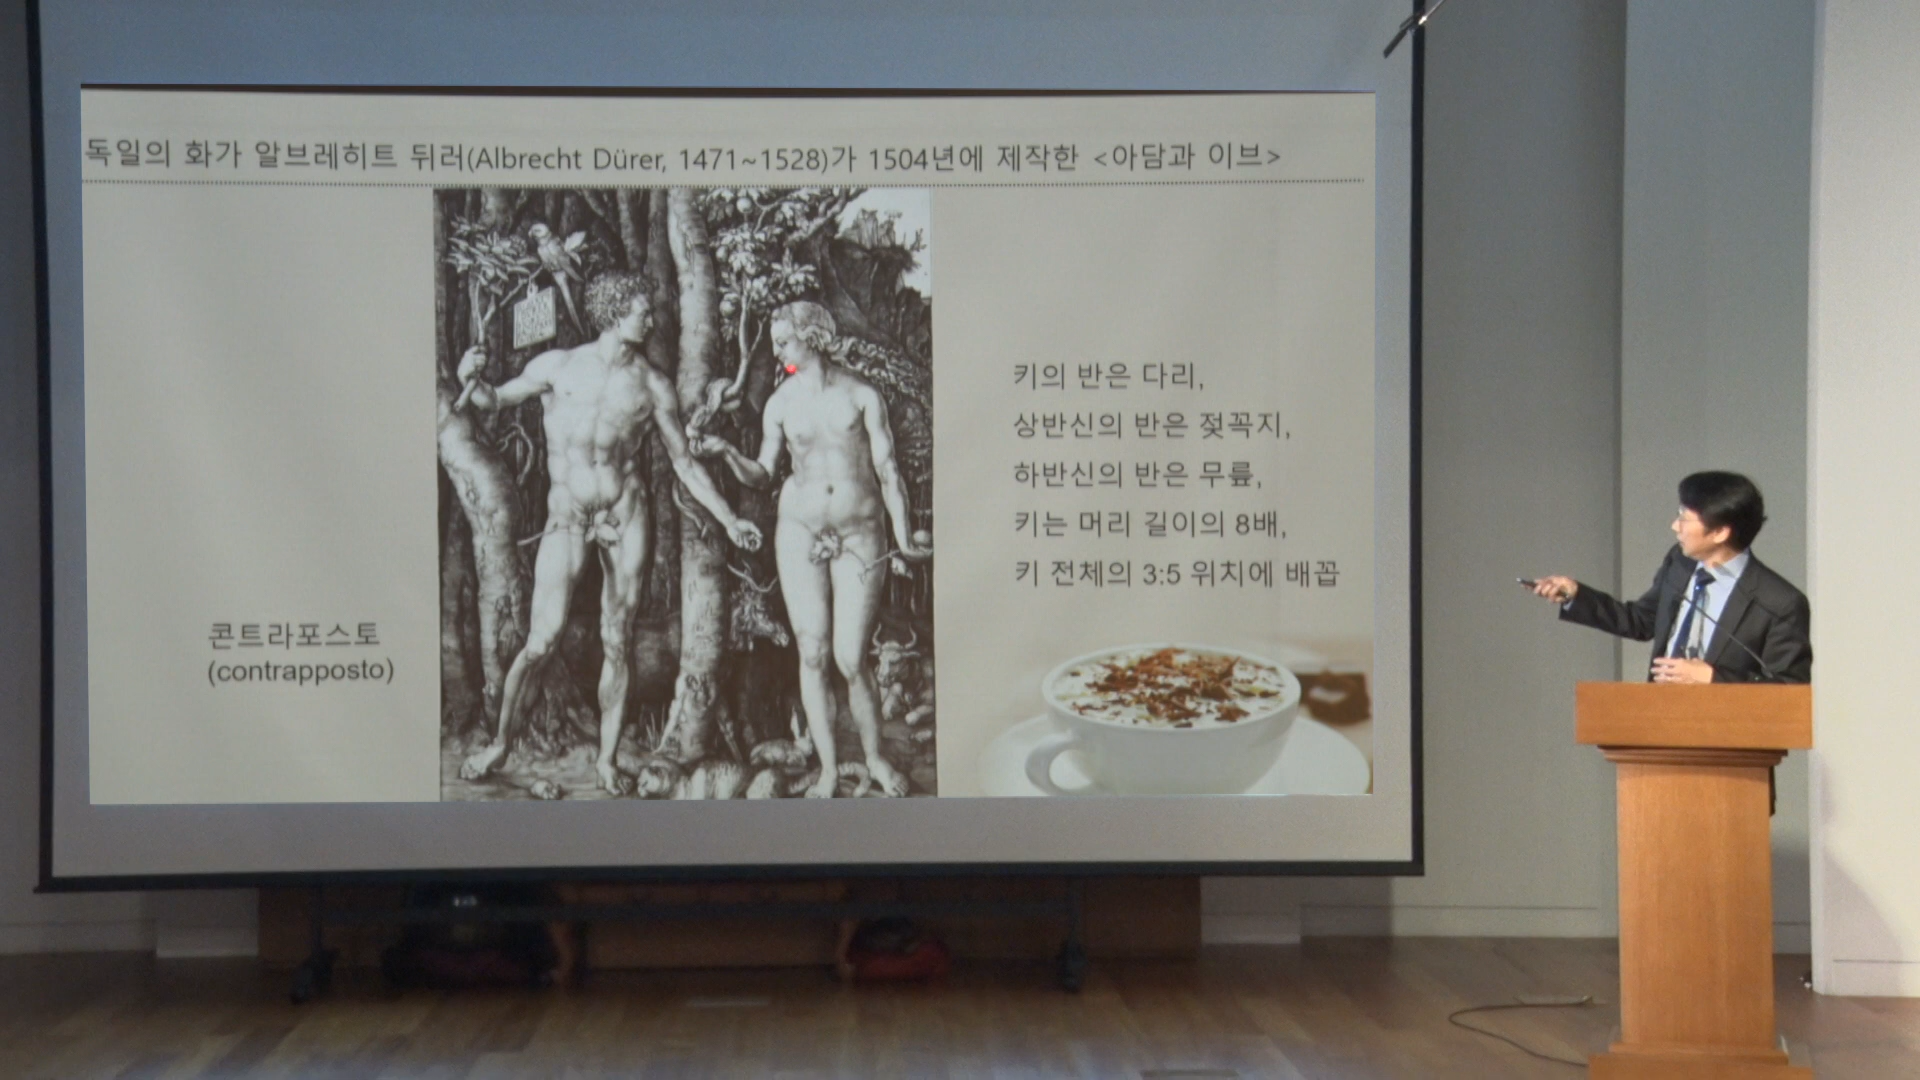 독일의 화가 알브레히트 뒤러(Albrecht Dürer, 1471~1528)가 1504년에 제작한 <아담과 이브>
키의 반은 다리,
상반신의 반은 젖꼭지,
하반신의 반은 무릎,
키는 머리 길이의 8배,
키 전체의 3:5 위치에 배꼽
콘트라포스토
(contrapposto)